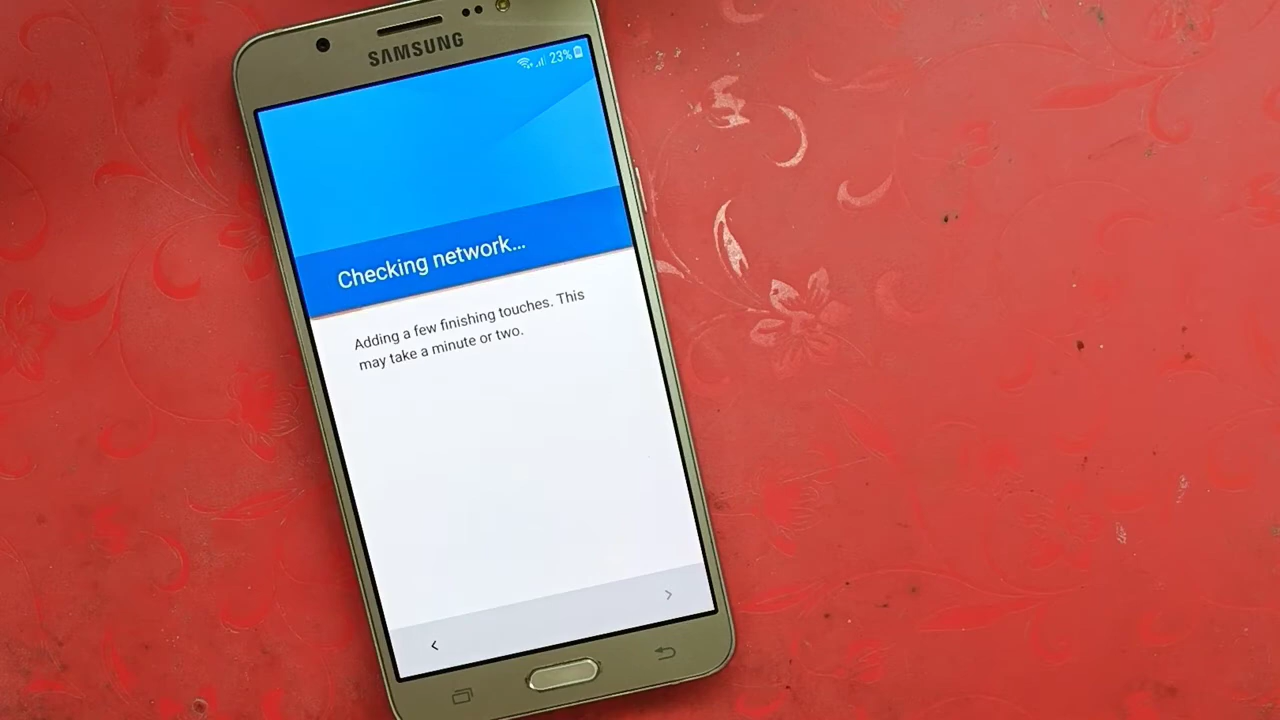 SAMSUNG
23%
Checking network...
Adding a few finishing touches. This
may take a minute or two.